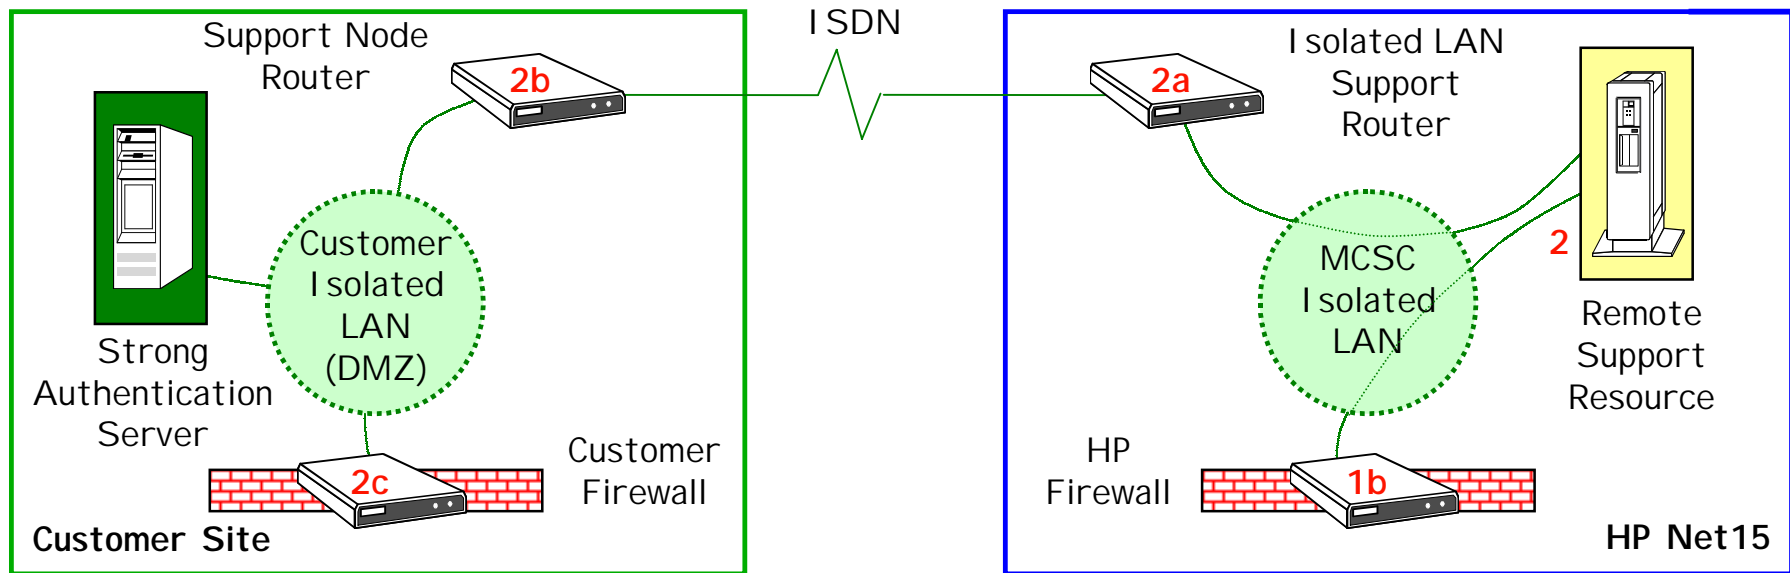 Support Node
Router
2b
ISDN
2a
Isolated LAN
Support
Router
2
Customer
Isolated
LAN
(DMZ)
MCSC
Isolated
LAN
Remote
Support
Resource
Strong
Authentication
Server
2c
Customer
Firewall
HP
Firewall
1b
Customer Site
HP Net15